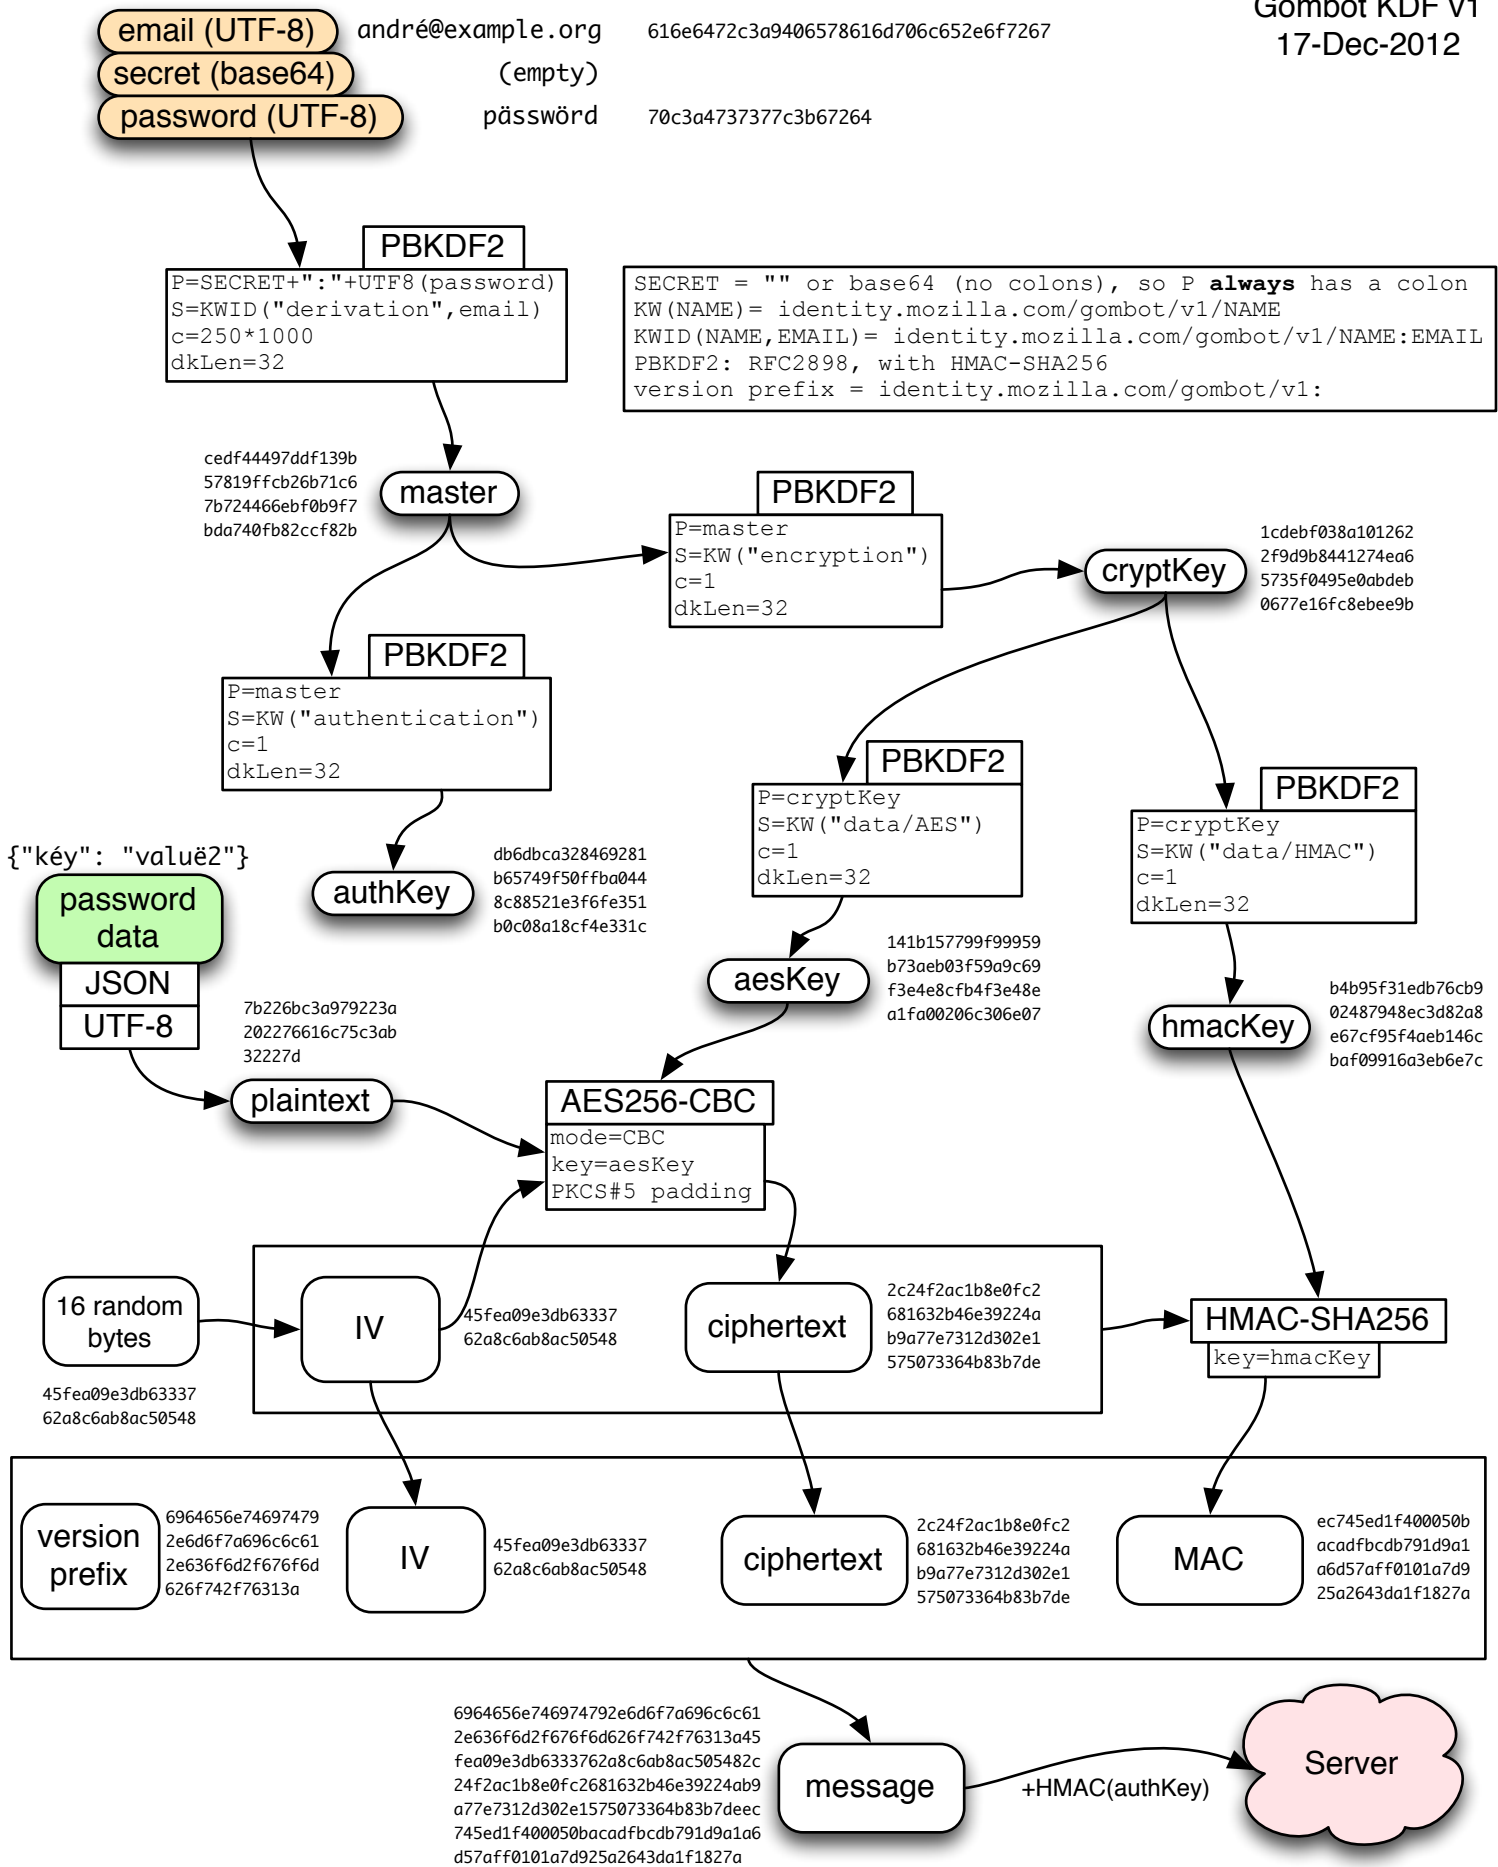 Gombot KDF v1
17-Dec-2012
email (UTF-8)
andré@example.org
616e6472c3a9406578616d706c652e6f7267
secret (base64)
(empty)
password (UTF-8)
pässwörd
70c3a4737377c3b67264
PBKDF2
P=SECRET+":"+UTF8(password)
S=KWID("derivation",email)
c=250*1000
dkLen=32
SECRET = "" or base64 (no colons), so P always has a colon
KW(NAME)= identity.mozilla.com/gombot/v1/NAME
KWID(NAME,EMAIL)= identity.mozilla.com/gombot/v1/NAME:EMAIL
PBKDF2: RFC2898, with HMAC-SHA256
version prefix = identity.mozilla.com/gombot/v1:
cedf44497ddf139b
57819ffcb26b71c6
7b724466ebf0b9f7
bda740fb82ccf82b
master
PBKDF2
P=master
S=KW("encryption")
c=1
dkLen=32
cryptKey
1cdebf038a101262
2f9d9b8441274ea6
5735f0495e0abdeb
0677e16fc8ebee9b
PBKDF2
P=master
S=KW("authentication")
c=1
dkLen=32
authKey
db6dbca328469281
b65749f50ffba044
8c88521e3f6fe351
b0c08a18cf4e331c
PBKDF2
P=cryptKey
S=KW("data/AES")
c=1
dkLen=32
PBKDF2
P=cryptKey
S=KW("data/HMAC")
c=1
dkLen=32
{"kéy": "valuë2"}
password
data
JSON
UTF-8
7b226bc3a979223a
202276616c75c3ab
32227d
plaintext
aesKey
141b157799f99959
b73aeb03f59a9c69
f3e4e8cfb4f3e48e
a1fa00206c306e07
hmacKey
b4b95f31edb76cb9
02487948ec3d82a8
e67cf95f4aeb146c
baf09916a3eb6e7c
AES256-CBC
mode=CBC
key=aesKey
PKCS#5 padding
16 random
bytes
45fea09e3db63337
62a8c6ab8ac50548
IV
45fea09e3db63337
62a8c6ab8ac50548
ciphertext
2c24f2ac1b8e0fc2
681632b46e39224a
b9a77e7312d302e1
575073364b83b7de
HMAC-SHA256
key=hmacKey
version
prefix
6964656e74697479
2e6d6f7a696c6c61
2e636f6d2f676f6d
626f742f76313a
IV
45fea09e3db63337
62a8c6ab8ac50548
ciphertext
2c24f2ac1b8e0fc2
681632b46e39224a
b9a77e7312d302e1
575073364b83b7de
MAC
ec745ed1f400050b
acadfbcdb791d9a1
a6d57aff0101a7d9
25a2643da1f1827a
6964656e746974792e6d6f7a696c6c61
2e636f6d2f676f6d626f742f76313a45
fea09e3db6333762a8c6ab8ac505482c
24f2ac1b8e0fc2681632b46e39224ab9
a77e7312d302e1575073364b83b7deec
745ed1f400050bacadfbcdb791d9a1a6
d57aff0101a7d925a2643da1f1827a
message
+HMAC(authKey)
Server